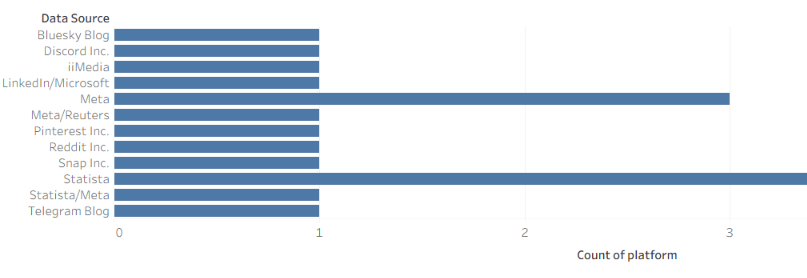 Data Source
Bluesky Blog
Discord Inc.
iiMedia
LinkedIn/Microsoft
Meta
Meta/Reuters
Pinterest Inc.
Reddit Inc.
Snap Inc.
Statista
Statista/Meta
Telegram Blog
0 1 2 3
Count of platform